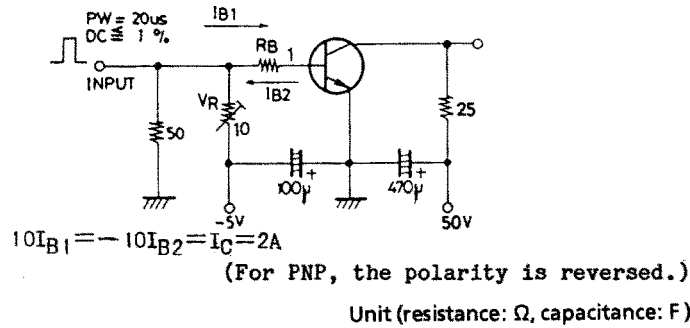 PW = 20us
DC ≦ 1 %
IB1
RB
1
INPUT
IB2
VR
10
50
25
100μ
+
470μ
+
-5V
50V
10IB1=-10IB2=IC=2A
(For PNP, the polarity is reversed.)
Unit (resistance: Ω, capacitance: F)